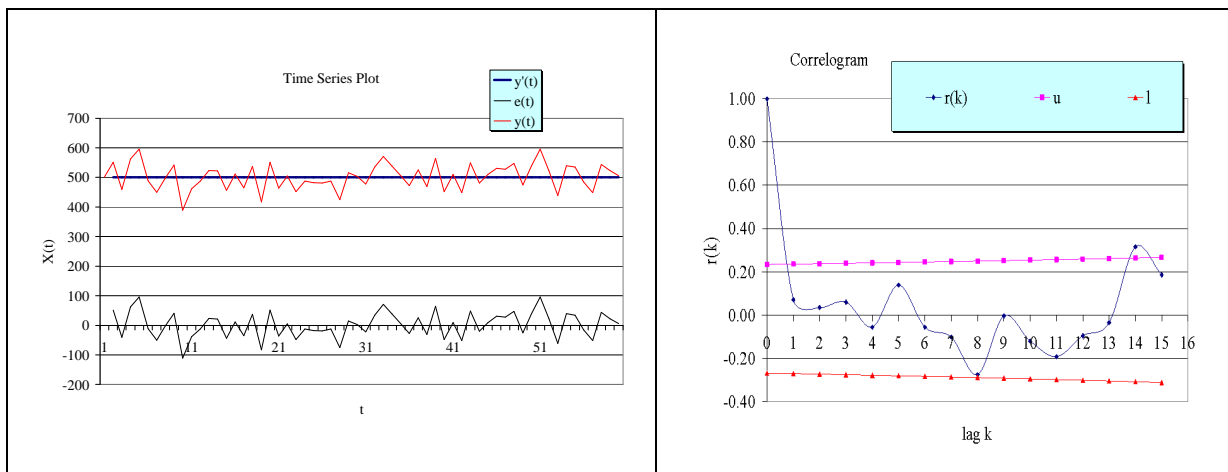 Time Series Plot
y'(t)
e(t)
y(t)
700
600
500
400
300
200
100
0
-100
-200
X(t)
1 11 21 31 41 51
t
Correlogram
r(k) u l
1.00
0.80
0.60
0.40
0.20
0.00
-0.20
-0.40
r(k)
0 1 2 3 4 5 6 7 8 9 10 11 12 13 14 15 16
lag k